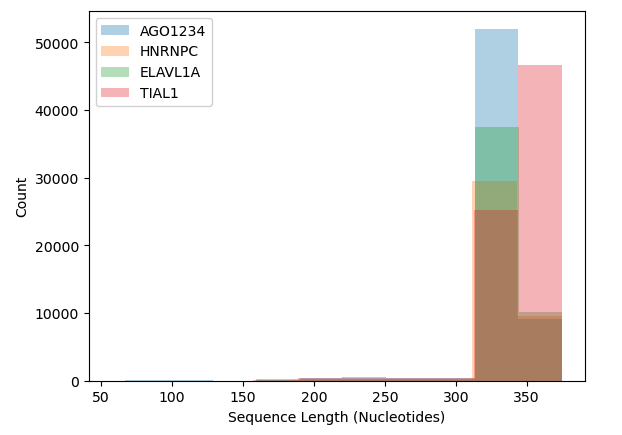 AGO1234
HNRNPC
ELAVL1A
TIAL1
50000
40000
30000
20000
10000
0
Count
50 100 150 200 250 300 350
Sequence Length (Nucleotides)